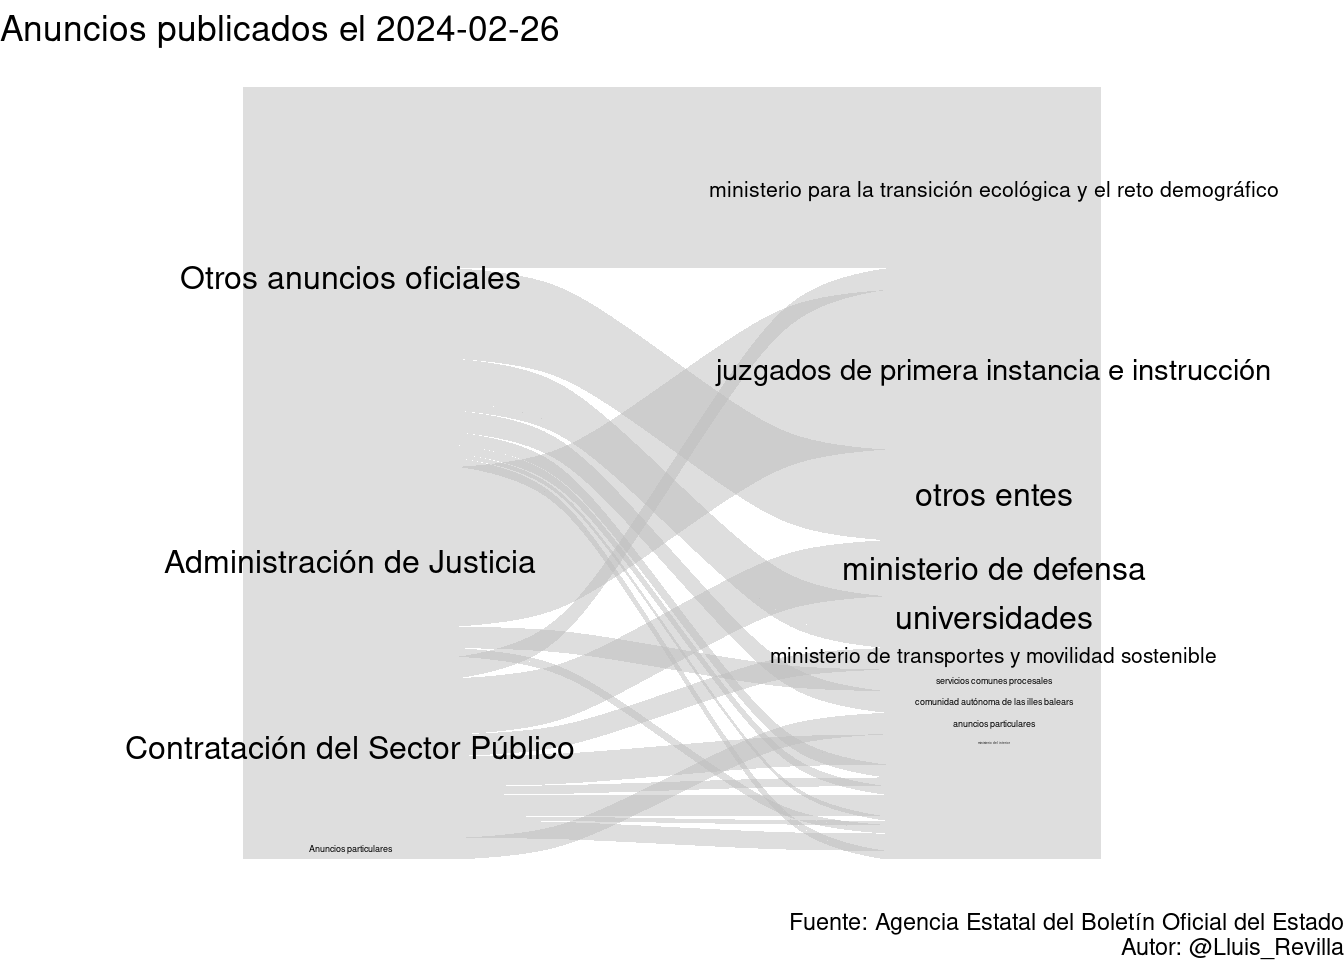 Anuncios publicados el 2024-02-26
ministerio para la transición ecológica y el reto demográfico
Otros anuncios oficiales
juzgados de primera instancia e instrucción
otros entes
Administración de Justicia
ministerio de defensa
universidades
ministerio de transportes y movilidad sostenible
servicios comunes procesales
comunidad autónoma de las illes balears
anuncios particulares
Contratación del Sector Público
Anuncios particulares
Fuente: Agencia Estatal del Boletín Oficial del Estado
Autor: @Lluis_Revilla